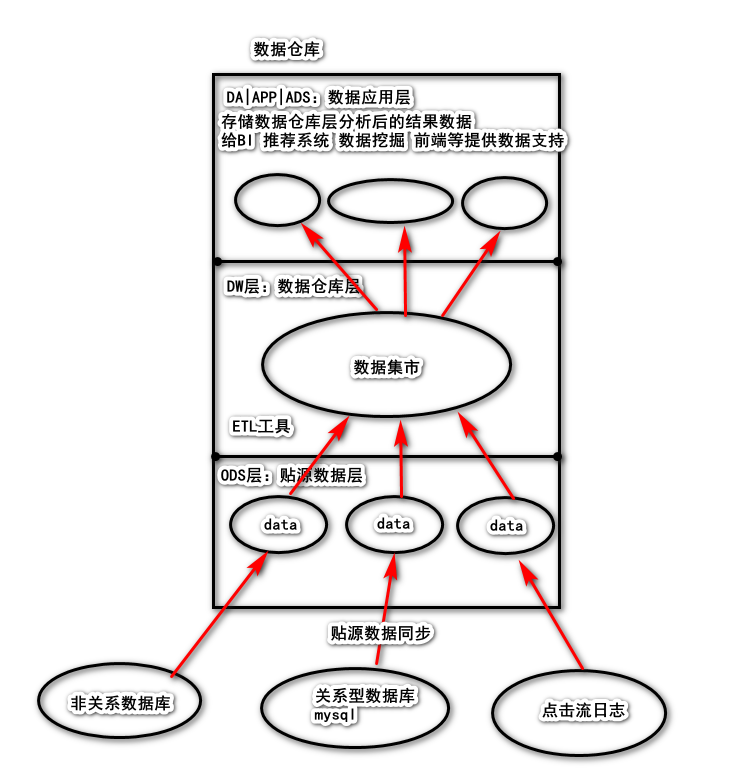 数据仓库
DA|APP|ADS：数据应用层
存储数据仓库层分析后的结果数据
给BI 推荐系统 数据挖掘 前端等提供数据支持
DW层：数据仓库层
数据集市
ETL工具
ODS层：贴源数据层
data
data
data
贴源数据同步
非关系数据库
关系型数据库
mysql
点击流日志